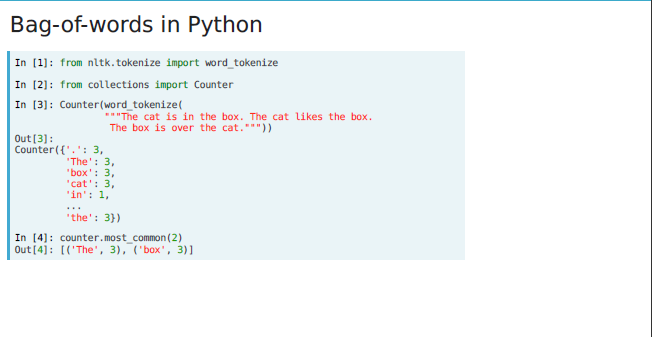 Bag-of-words in Python
In [1]: from nltk.tokenize import word_tokenize
In [2]: from collections import Counter
In [3]: Counter(word_tokenize(
"""The cat is in the box. The cat likes the box.
The box is over the cat."""))
Out[3]:
Counter({'.': 3,
'The': 3,
'box': 3,
'cat': 3,
'in': 1,
...
'the': 3})
In [4]: counter.most_common(2)
Out[4]: [('The', 3), ('box', 3)]